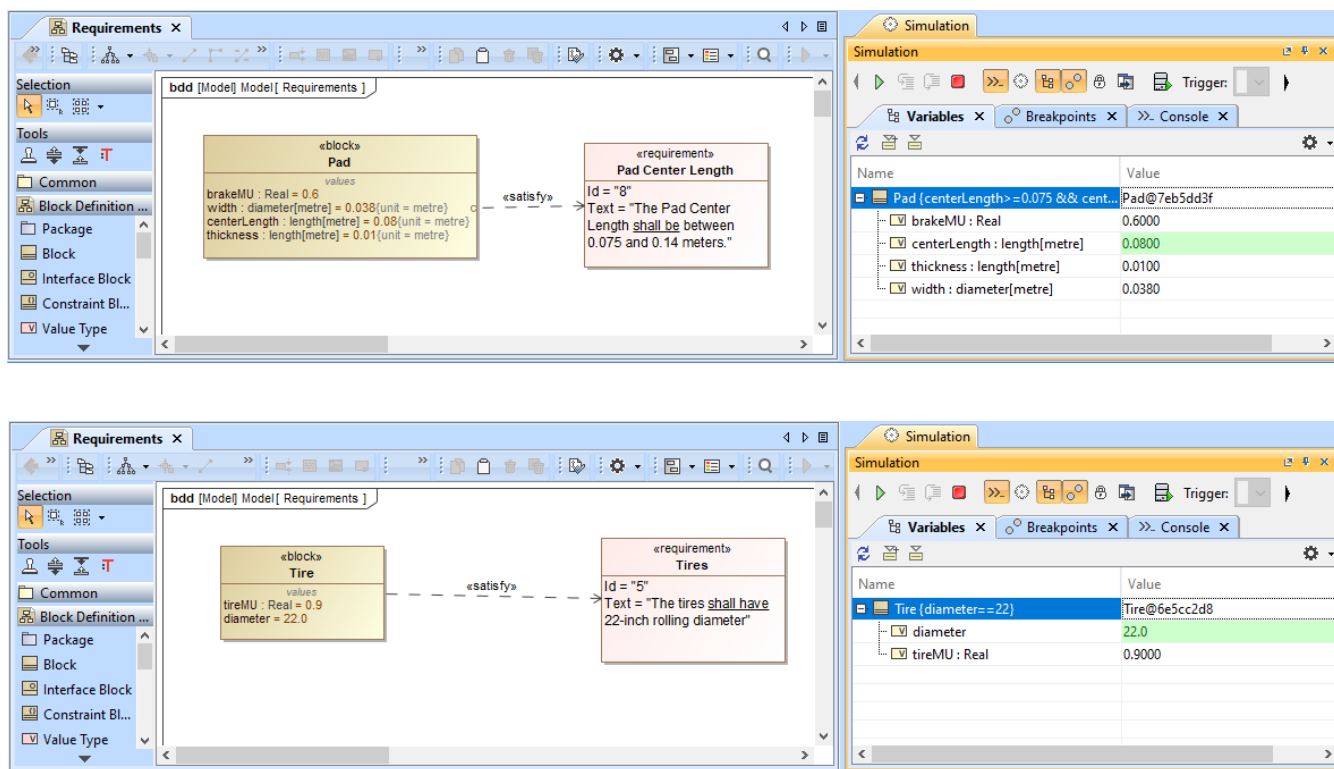 Requirements
Simulation
Simulation
Trigger:
Selection
bdd [Model] Model[ Requirements ]
Variables
Breakpoints
Console
Tools
Common
Block Definition ...
Package
Block
Interface Block
Constraint Bl...
Value Type
«block»
Pad
values
brakeMU : Real = 0.6
width : diameter[metre] = 0.038{unit = metre}
centerLength : length[metre] = 0.08{unit = metre}
thickness : length[metre] = 0.01{unit = metre}
«satisfy»
«requirement»
Pad Center Length
Id = "8"
Text = "The Pad Center
Length shall be between
0.075 and 0.14 meters."
Name Value
Pad {centerLength>=0.075 && cent... Pad@7eb5dd3f
brakeMU : Real 0.6000
centerLength : length[metre] 0.0800
thickness : length[metre] 0.0100
width : diameter[metre] 0.0380
Requirements
Simulation
Simulation
Trigger:
Selection
bdd [Model] Model[ Requirements ]
Variables
Breakpoints
Console
Tools
Common
Block Definition ...
Package
Block
Interface Block
Constraint Bl...
Value Type
«block»
Tire
values
tireMU : Real = 0.9
diameter = 22.0
«satisfy»
«requirement»
Tires
Id = "5"
Text = "The tires shall have
22-inch rolling diameter"
Name Value
Tire {diameter==22} Tire@6e5cc2d8
diameter 22.0
tireMU : Real 0.9000